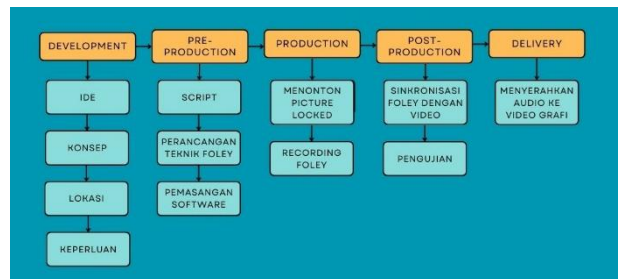 DEVELOPMENT
PRE-
PRODUCTION
PRODUCTION
POST-
PRODUCTION
DELIVERY
IDE
KONSEP
LOKASI
KEPERLUAN
SCRIPT
PERANCANGAN
TEKNIK FOLEY
PEMASANGAN
SOFTWARE
MENONTON
PICTURE
LOCKED
RECORDING
FOLEY
SINKRONISASI
FOLEY DENGAN
VIDEO
PENGUJIAN
MENYERAHKAN
AUDIO KE
VIDEO GRAFI